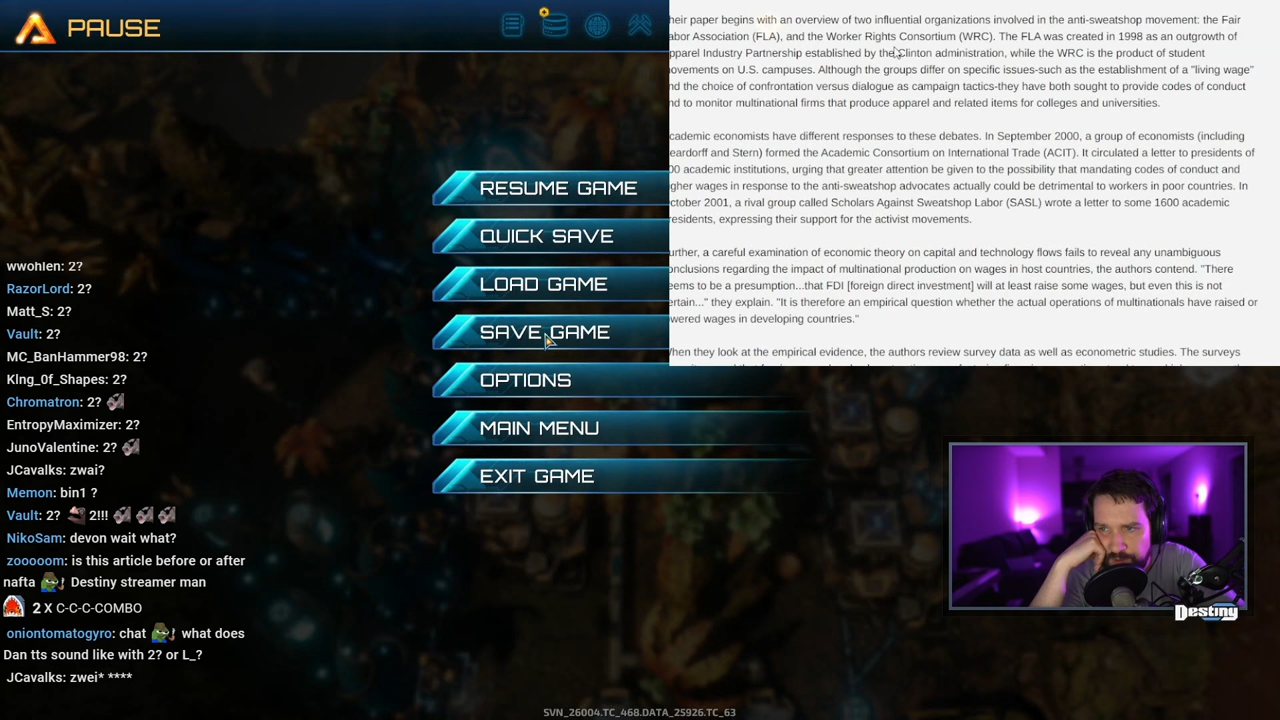 PAUSE
RESUME GAME
QUICK SAVE
LOAD GAME
SAVE GAME
OPTIONS
MAIN MENU
EXIT GAME
wwohlen: 2?
RazorLord: 2?
Matt_S: 2?
Vault: 2?
MC_BanHammer98: 2?
EntropyMaximizer: 2?
Chromatron: 2?
JunoValentine: 2?
JCavalks: zwai?
Memon: bin1 ?
Vault: 2? 2!!!
NikoSam: devon wait what?
zooooom: is this article before or after
nafta Destiny streamer man
2 X C-C-C-COMBO
oniontomatogyro: chat what does
Dan tts sound like with 2? or L_?
JCavalks: zwei* ****
heir paper begins with an overview of two influential organizations involved in the anti-sweatshop movement: the Fair
abor Association (FLA), and the Worker Rights Consortium (WRC). The FLA was created in 1998 as an outgrowth of
pparel Industry Partnership established by the Clinton administration, while the WRC is the product of student
ovements on U.S. campuses. Although the groups differ on specific issues-such as the establishment of a "living wage"
nd the choice of confrontation versus dialogue as campaign tactics-they have both sought to provide codes of conduct
nd to monitor multinational firms that produce apparel and related items for colleges and universities.
cademic economists have different responses to these debates. In September 2000, a group of economists (including
eardorff and Stern) formed the Academic Consortium on International Trade (ACIT). It circulated a letter to presidents of
00 academic institutions, urging that greater attention be given to the possibility that mandating codes of conduct and
gher wages in response to the anti-sweatshop advocates actually could be detrimental to workers in poor countries. In
ctober 2001, a rival group called Scholars Against Sweatshop Labor (SASL) wrote a letter to some 1600 academic
residents, expressing their support for the activist movements.
urther, a careful examination of economic theory on capital and technology flows fails to reveal any unambiguous
onclusions regarding the impact of multinational production on wages in host countries, the authors contend. "There
eems to be a presumption...that FDI [foreign direct investment] will at least raise some wages, but even this is not
ertain..." they explain. "It is therefore an empirical question whether the actual operations of multinationals have raised or
wered wages in developing countries."
hen they look at the empirical evidence, the authors review survey data as well as econometric studies. The surveys
Destiny
SVN_26004.TC_468.DATA_25926.TC_63